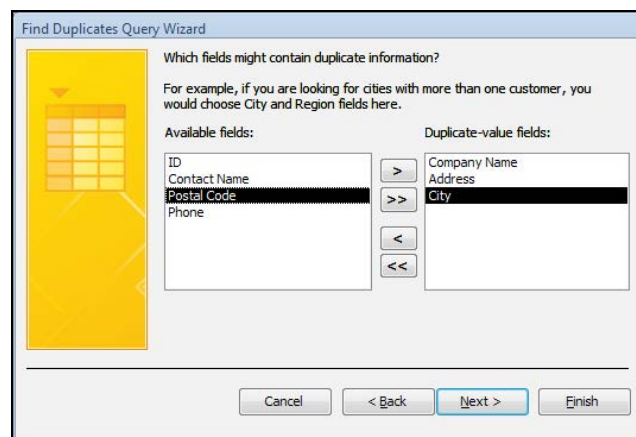 Find Duplicates Query Wizard
Which fields might contain duplicate information?
For example, if you are looking for cities with more than one customer, you
would choose City and Region fields here.
Available fields:
Duplicate-value fields:
ID
Contact Name
Postal Code
Phone
>
>>
<
<<
Company Name
Address
City
Cancel
< Back
Next >
Finish